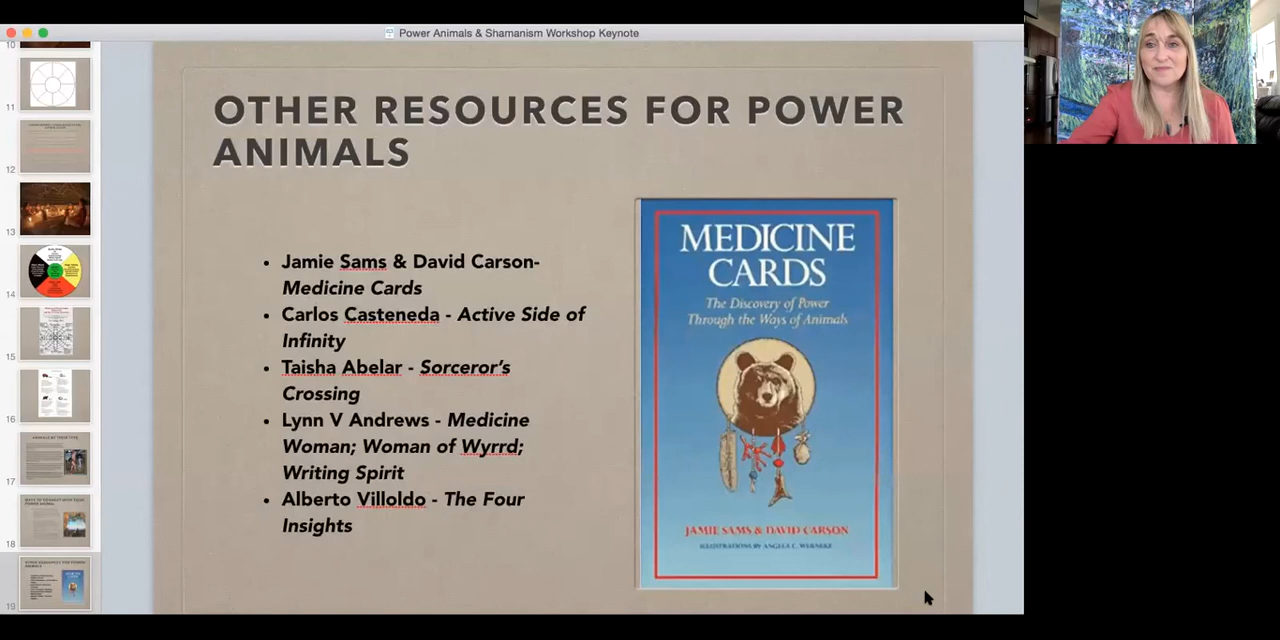 Power Animals & Shamanism Workshop Keynote
OTHER RESOURCES FOR POWER
ANIMALS
• Jamie Sams & David Carson-
Medicine Cards
• Carlos Casteneda - Active Side of
Infinity
• Taisha Abelar - Sorceror's
Crossing
• Lynn V Andrews - Medicine
Woman; Woman of Wyrrd;
Writing Spirit
• Alberto Villoldo - The Four
Insights
MEDICINE
CARDS
The Discovery of Power
Through the Ways of Animals
JAMIE SAMS & DAVID CARSON
ILLUSTRATIONS BY ANGELA C. WERNEKE
10
11
12
13
14
15
16
17
18
19